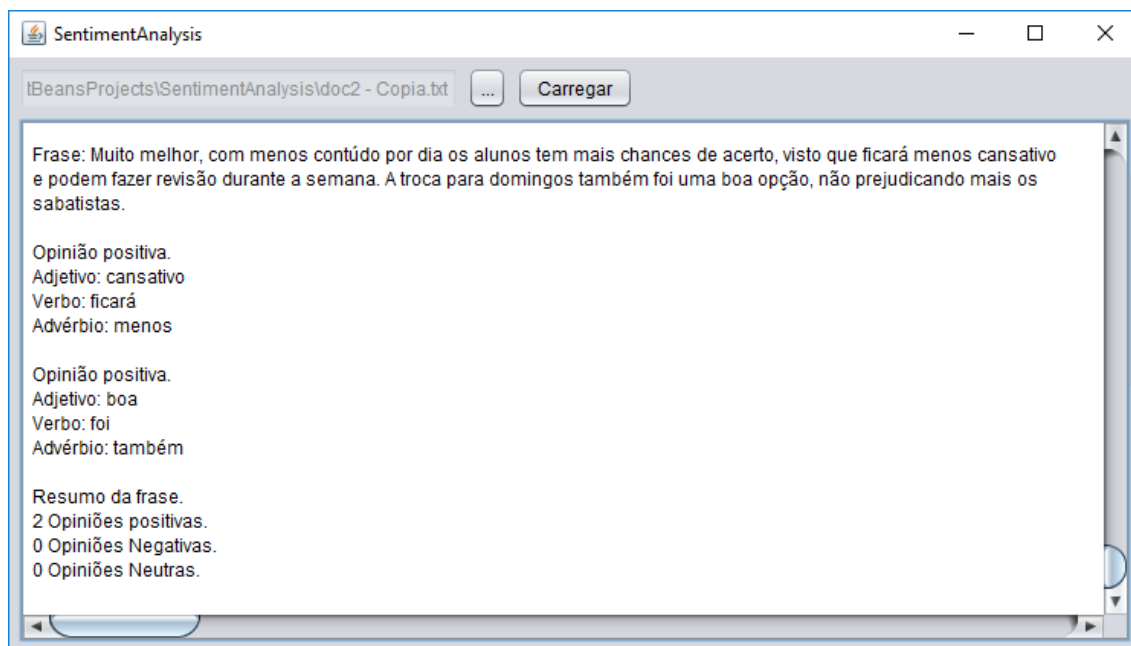 SentimentAnalysis
tBeansProjects\SentimentAnalysis\doc2 - Copia.txt ... Carregar
Frase: Muito melhor, com menos contúdo por dia os alunos tem mais chances de acerto, visto que ficará menos cansativo
e podem fazer revisão durante a semana. A troca para domingos também foi uma boa opção, não prejudicando mais os
sabatistas.
Opinião positiva.
Adjetivo: cansativo
Verbo: ficará
Advérbio: menos
Opinião positiva.
Adjetivo: boa
Verbo: foi
Advérbio: também
Resumo da frase.
2 Opiniões positivas.
0 Opiniões Negativas.
0 Opiniões Neutras.